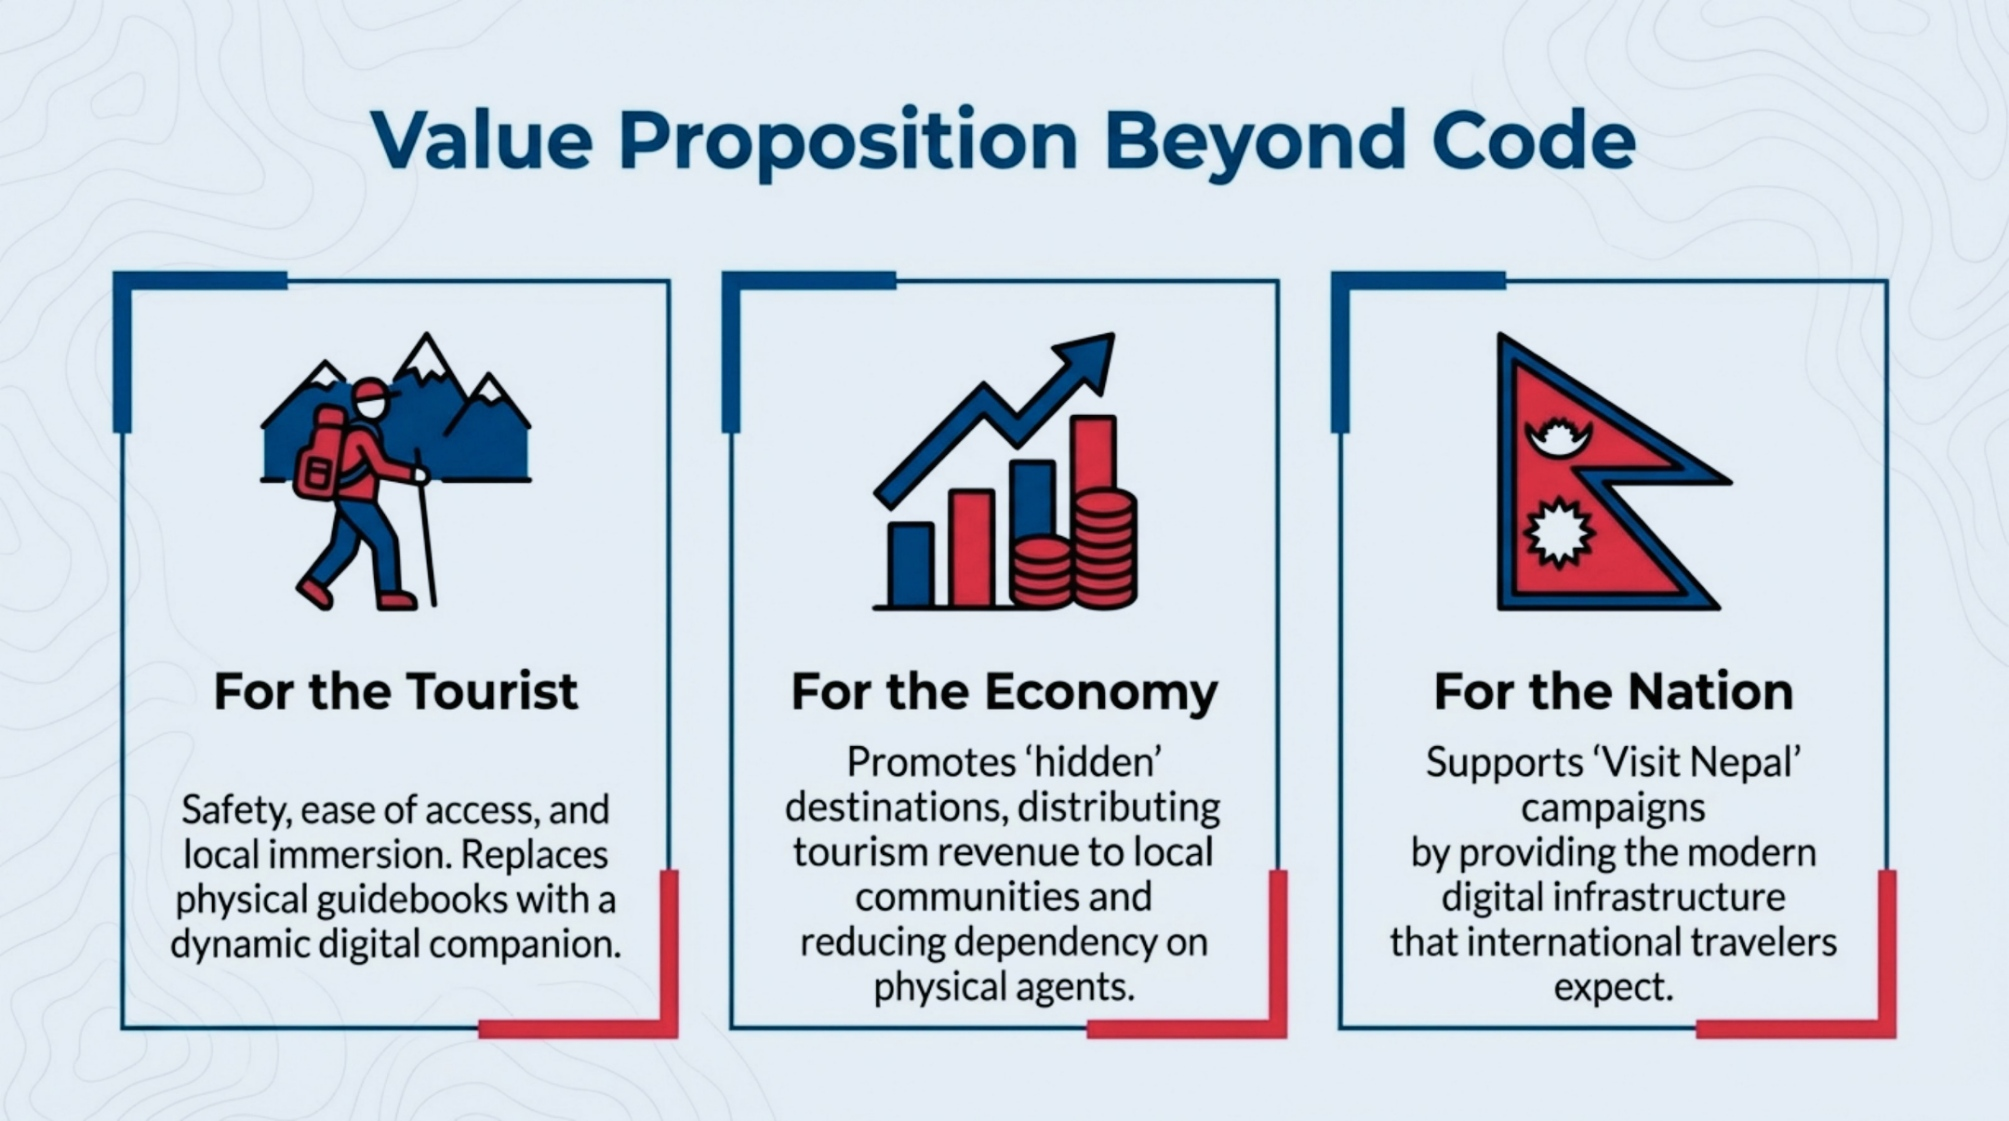 Value Proposition Beyond Code
For the Tourist
Safety, ease of access, and
local immersion. Replaces
physical guidebooks with a
dynamic digital companion.
For the Economy
Promotes ‘hidden’
destinations, distributing
tourism revenue to local
communities and
reducing dependency on
physical agents.
For the Nation
Supports ‘Visit Nepal’
campaigns
by providing the modern
digital infrastructure
that international travelers
expect.